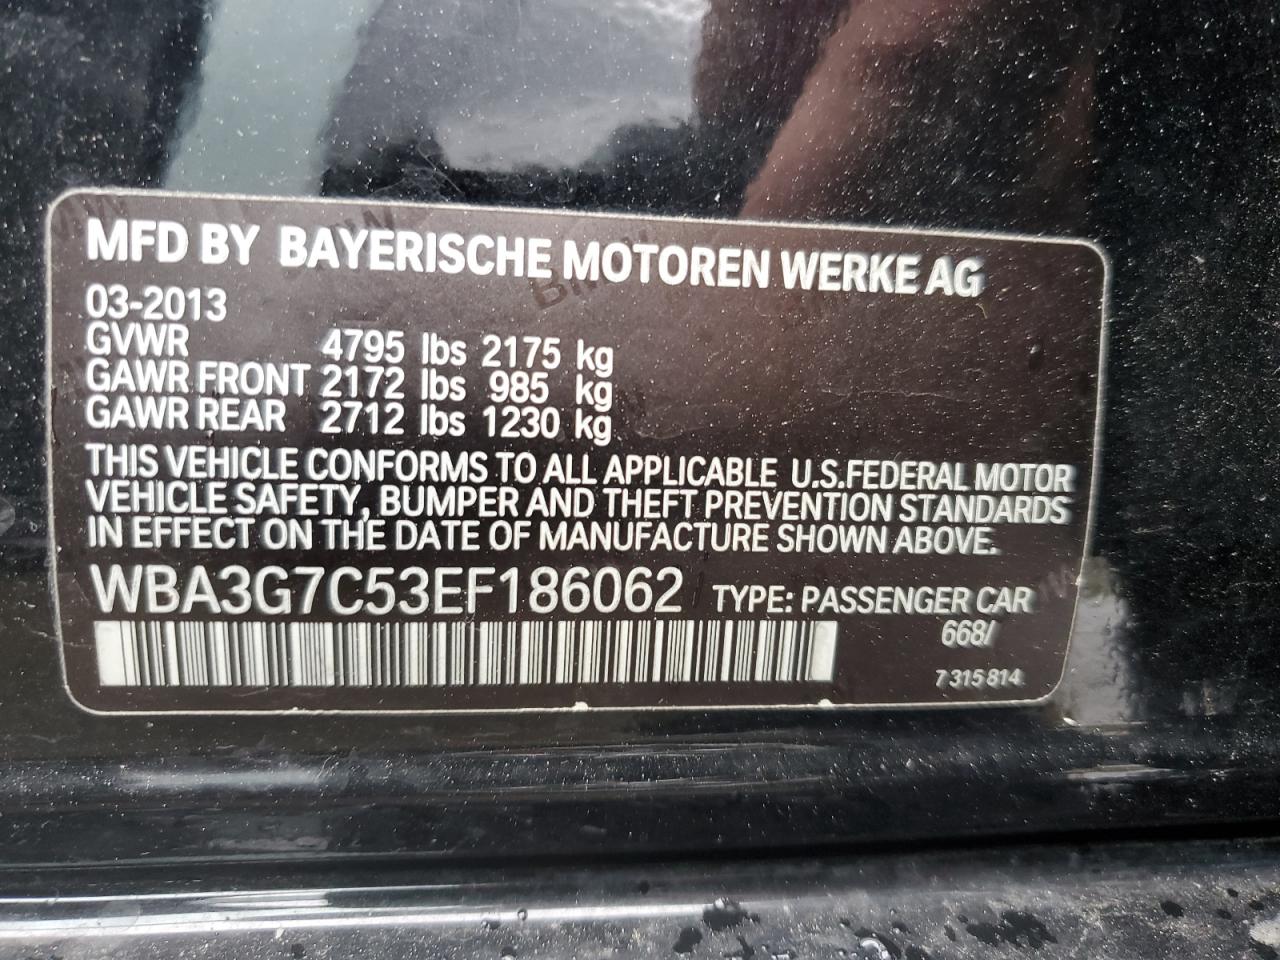 MFD BY BAYERISCHE MOTOREN WERKE AG
03-2013
GVWR 4795 lbs 2175 kg
GAWR FRONT 2172 lbs 985 kg
GAWR REAR 2712 lbs 1230 kg
THIS VEHICLE CONFORMS TO ALL APPLICABLE U.S.FEDERAL MOTOR
VEHICLE SAFETY, BUMPER AND THEFT PREVENTION STANDARDS
IN EFFECT ON THE DATE OF MANUFACTURE SHOWN ABOVE.
WBA3G7C53EF186062 TYPE: PASSENGER CAR
668/
7 315 814